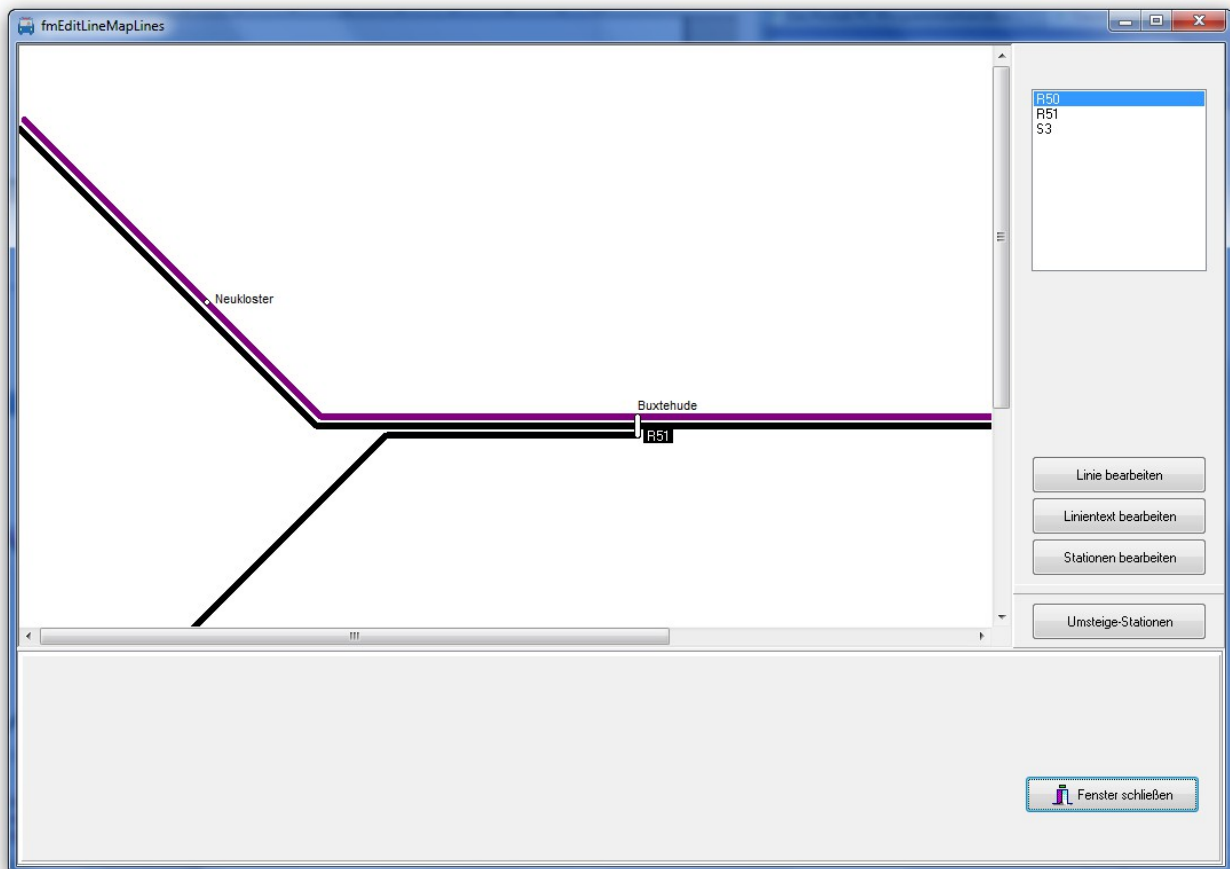 fmEditLineMapLines
R50
R51
S3
Neukloster
Buxtehude
R51
Linie bearbeiten
Linientext bearbeiten
Stationen bearbeiten
Umsteige-Stationen
Fenster schließen